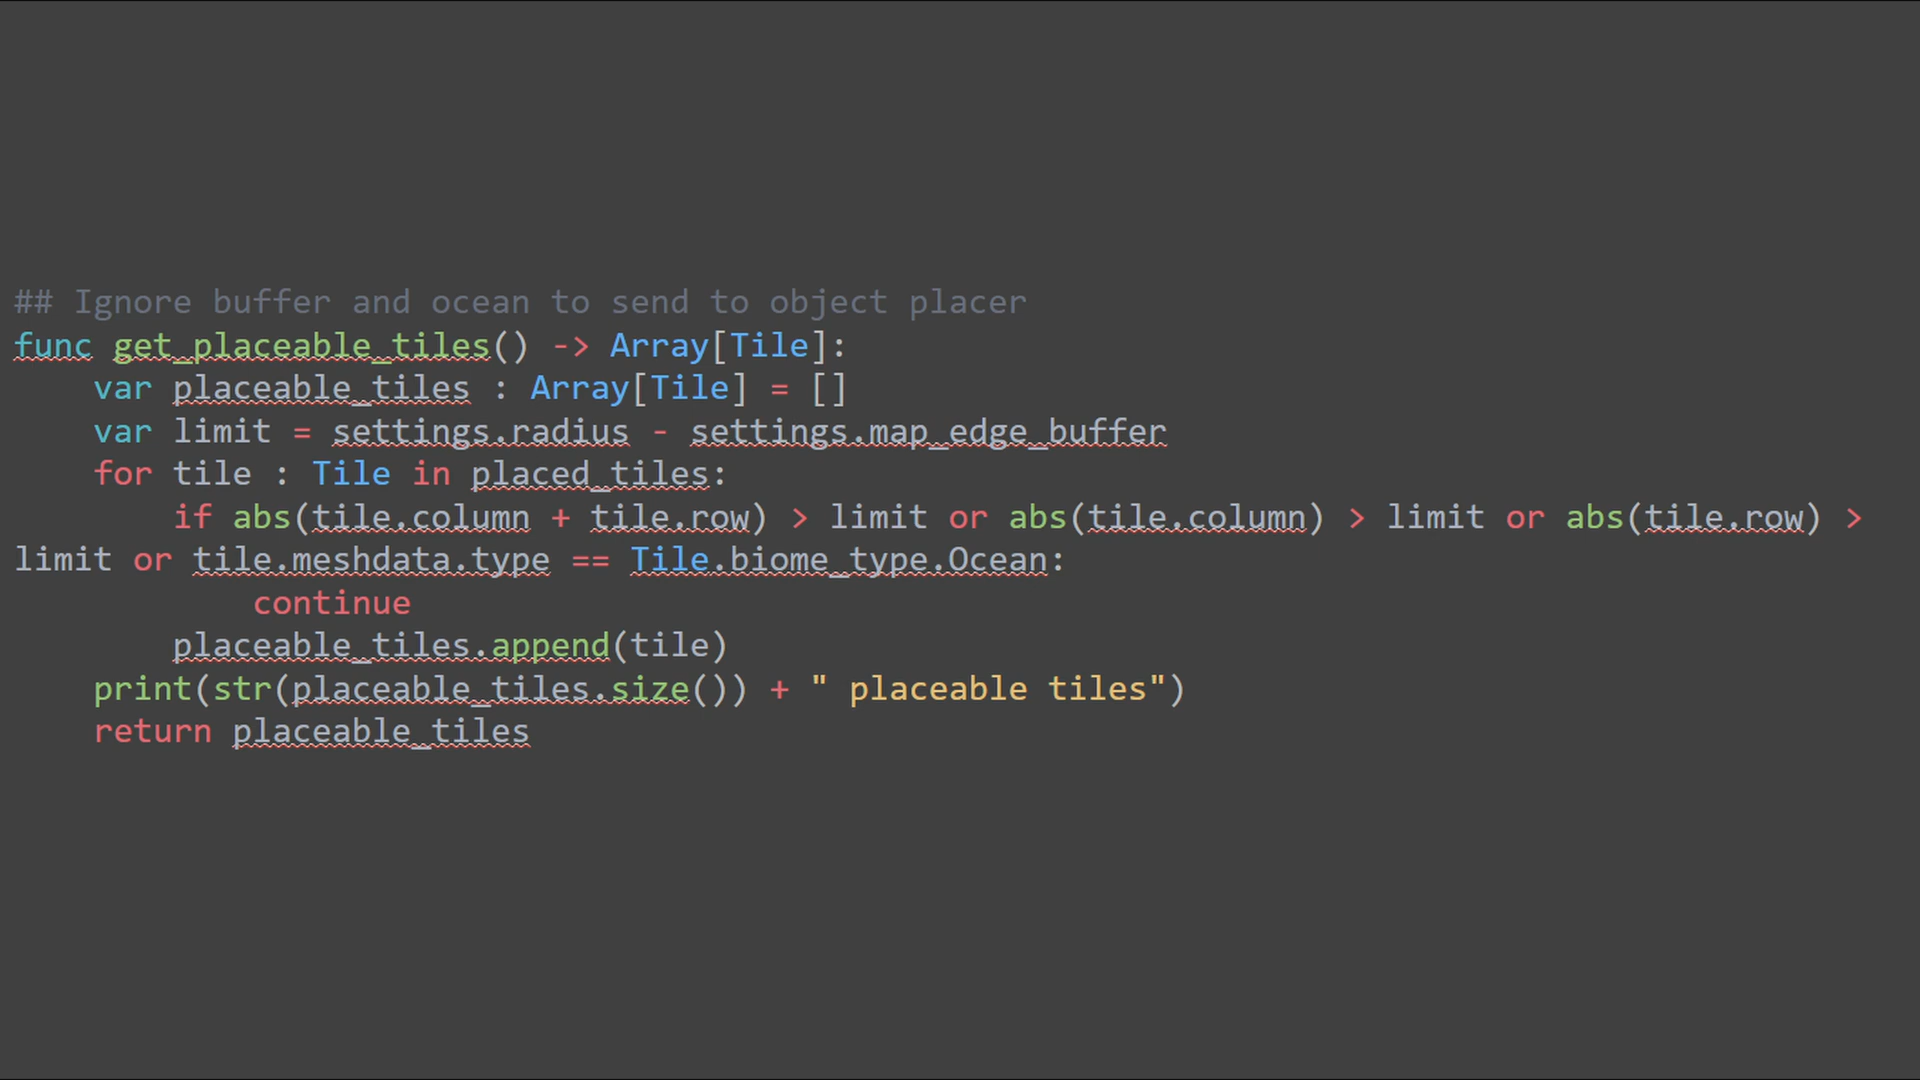 ## Ignore buffer and ocean to send to object placer
func get_placeable_tiles() -> Array[Tile]:
    var placeable_tiles : Array[Tile] = []
    var limit = settings.radius - settings.map_edge_buffer
    for tile : Tile in placed_tiles:
        if abs(tile.column + tile.row) > limit or abs(tile.column) > limit or abs(tile.row) >
limit or tile.meshdata.type == Tile.biome_type.Ocean:
            continue
        placeable_tiles.append(tile)
    print(str(placeable_tiles.size()) + " placeable tiles")
    return placeable_tiles